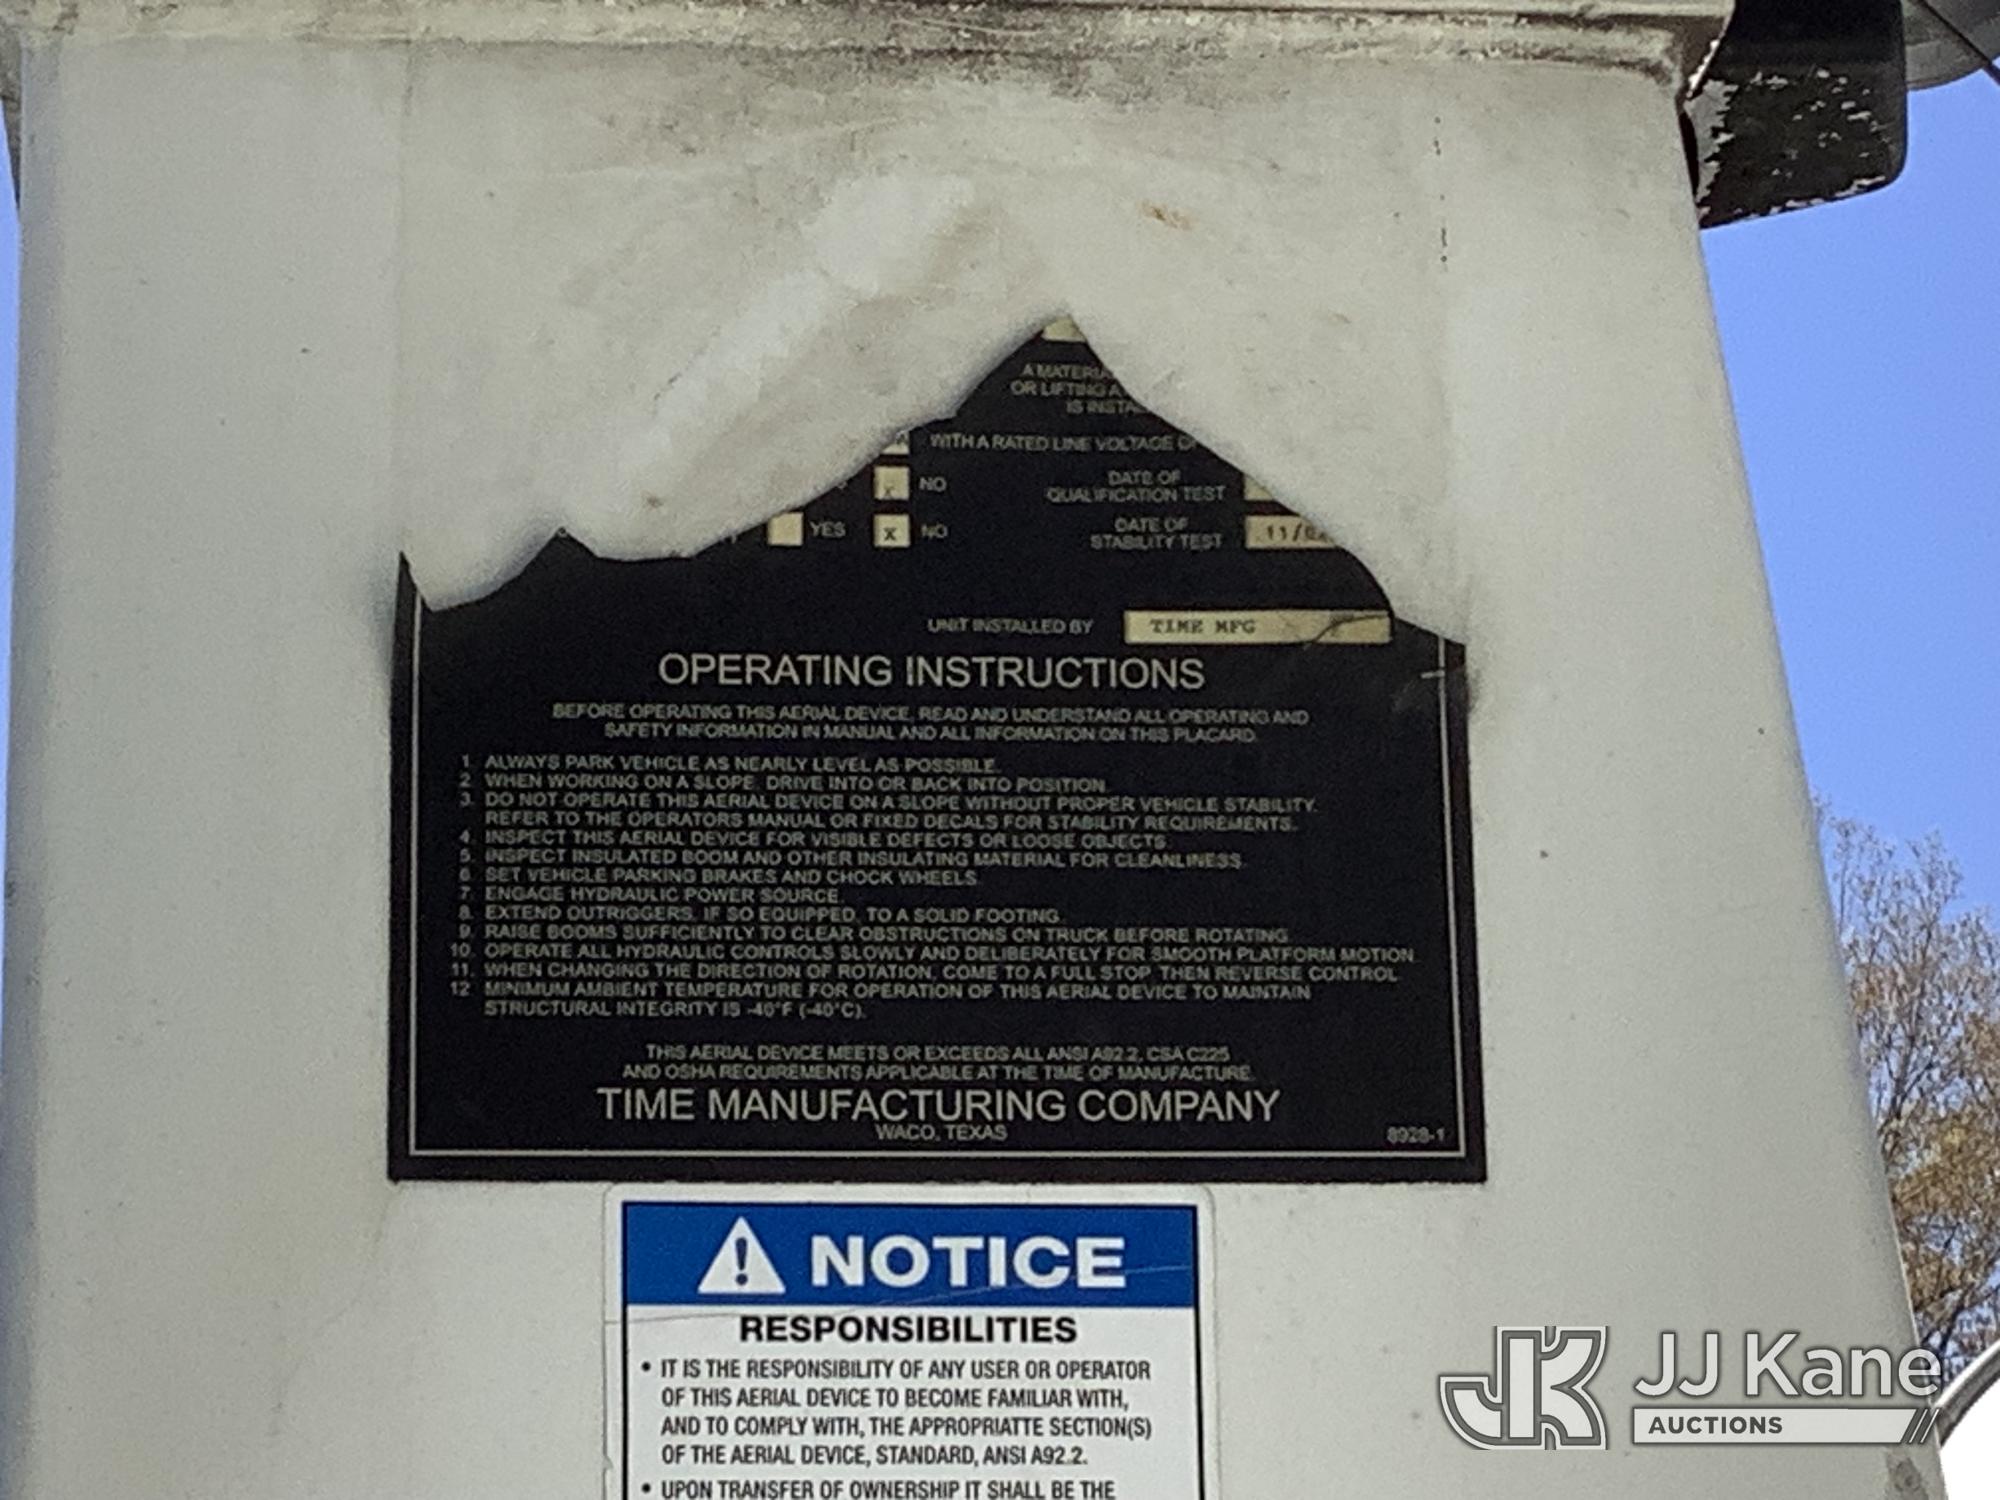 A
OR LIFTING
IS
WITH A RATED LINE VOLTAGE
NO
DATE OF
QUALIFICATION TEST
YES
X
NO
DATE OF
STABILITY TEST
UNIT INSTALLED BY
TIME MFG
OPERATING INSTRUCTIONS
BEFORE OPERATING THIS AERIAL DEVICE, READ AND UNDERSTAND ALL OPERATING AND
SAFETY INFORMATION IN MANUAL AND ALL INFORMATION ON THIS PLACARD.
1. ALWAYS PARK VEHICLE AS NEARLY LEVEL AS POSSIBLE.
2. WHEN WORKING ON A SLOPE, DRIVE INTO OR BACK INTO POSITION.
3. DO NOT OPERATE THIS AERIAL DEVICE ON A SLOPE WITHOUT PROPER VEHICLE STABILITY.
REFER TO THE OPERATORS MANUAL OR FIXED DECALS FOR STABILITY REQUIREMENTS.
4. INSPECT THIS AERIAL DEVICE FOR VISIBLE DEFECTS OR LOOSE OBJECTS.
5. INSPECT INSULATED BOOM AND OTHER INSULATING MATERIAL FOR CLEANLINESS.
6. SET VEHICLE PARKING BRAKES AND CHOCK WHEELS.
7. ENGAGE HYDRAULIC POWER SOURCE.
8. EXTEND OUTRIGGERS, IF SO EQUIPPED, TO A SOLID FOOTING.
9. RAISE BOOMS SUFFICIENTLY TO CLEAR OBSTRUCTIONS ON TRUCK BEFORE ROTATING.
10. OPERATE ALL HYDRAULIC CONTROLS SLOWLY AND DELIBERATELY FOR SMOOTH PLATFORM MOTION.
11. WHEN CHANGING THE DIRECTION OF ROTATION, COME TO A FULL STOP, THEN REVERSE CONTROL.
12. MINIMUM AMBIENT TEMPERATURE FOR OPERATION OF THIS AERIAL DEVICE TO MAINTAIN
STRUCTURAL INTEGRITY IS -40°F (-40°C).
THIS AERIAL DEVICE MEETS OR EXCEEDS ALL ANSI A92.2, CSA C225
AND OSHA REQUIREMENTS APPLICABLE AT THE TIME OF MANUFACTURE.
TIME MANUFACTURING COMPANY
WACO, TEXAS
8928-1
NOTICE
RESPONSIBILITIES
• IT IS THE RESPONSIBILITY OF ANY USER OR OPERATOR
OF THIS AERIAL DEVICE TO BECOME FAMILIAR WITH,
AND TO COMPLY WITH, THE APPROPRIATTE SECTION(S)
OF THE AERIAL DEVICE, STANDARD, ANSI A92.2.
• UPON TRANSFER OF OWNERSHIP IT SHALL BE THE
JK JJ Kane
AUCTIONS